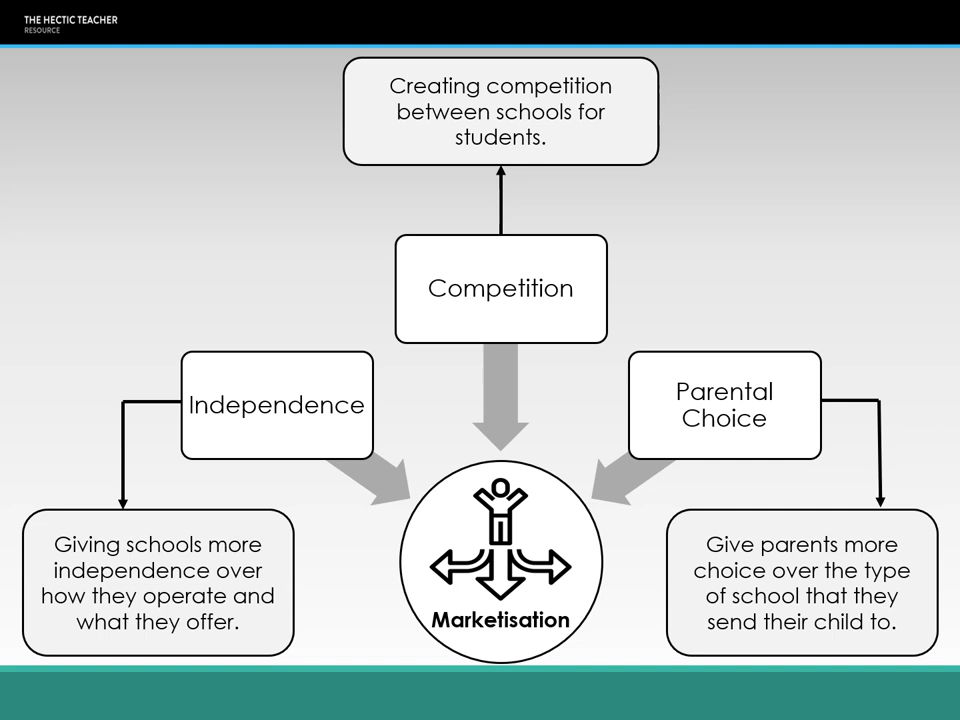 THE HECTIC TEACHER
RESOURCE
Creating competition
between schools for
students.
Competition
Independence
Parental
Choice
Giving schools more
independence over
how they operate and
what they offer.
Marketisation
Give parents more
choice over the type
of school that they
send their child to.